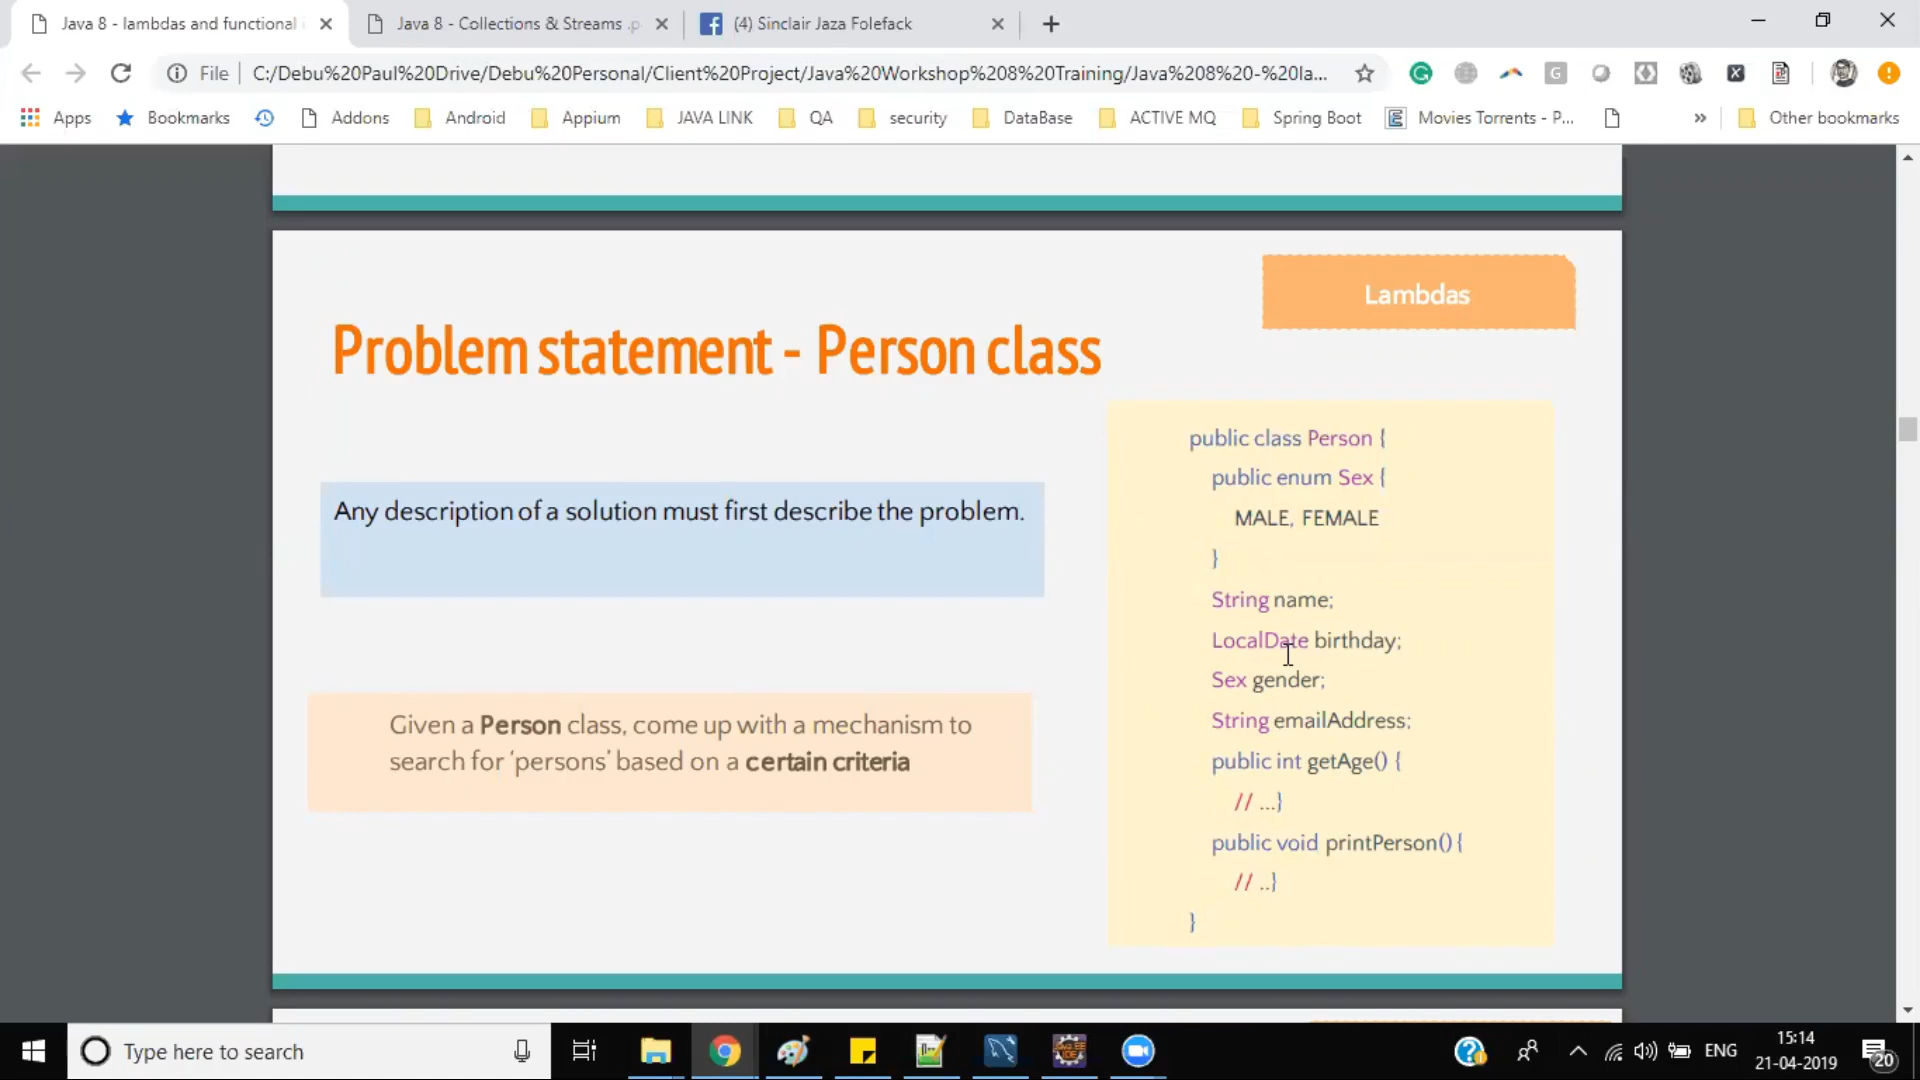 Java 8 - lambdas and functional i
Java 8 - Collections & Streams .p
(4) Sinclair Jaza Folefack
File
C:/Debu%20Paul%20Drive/Debu%20Personal/Client%20Project/Java%20Workshop%208%20Training/Java%208%20-%20la...
Apps
Bookmarks
Addons
Android
Appium
JAVA LINK
QA
security
DataBase
ACTIVE MQ
Spring Boot
Movies Torrents - P...
»
Other bookmarks
Lambdas
Problem statement - Person class
Any description of a solution must first describe the problem.
Given a Person class, come up with a mechanism to
search for ‘persons’ based on a certain criteria
public class Person {
public enum Sex {
MALE, FEMALE
}
String name;
LocalDate birthday;
Sex gender;
String emailAddress;
public int getAge() {
// ...}
public void printPerson() {
// ..}
}
Type here to search
ENG
15:14
21-04-2019
20